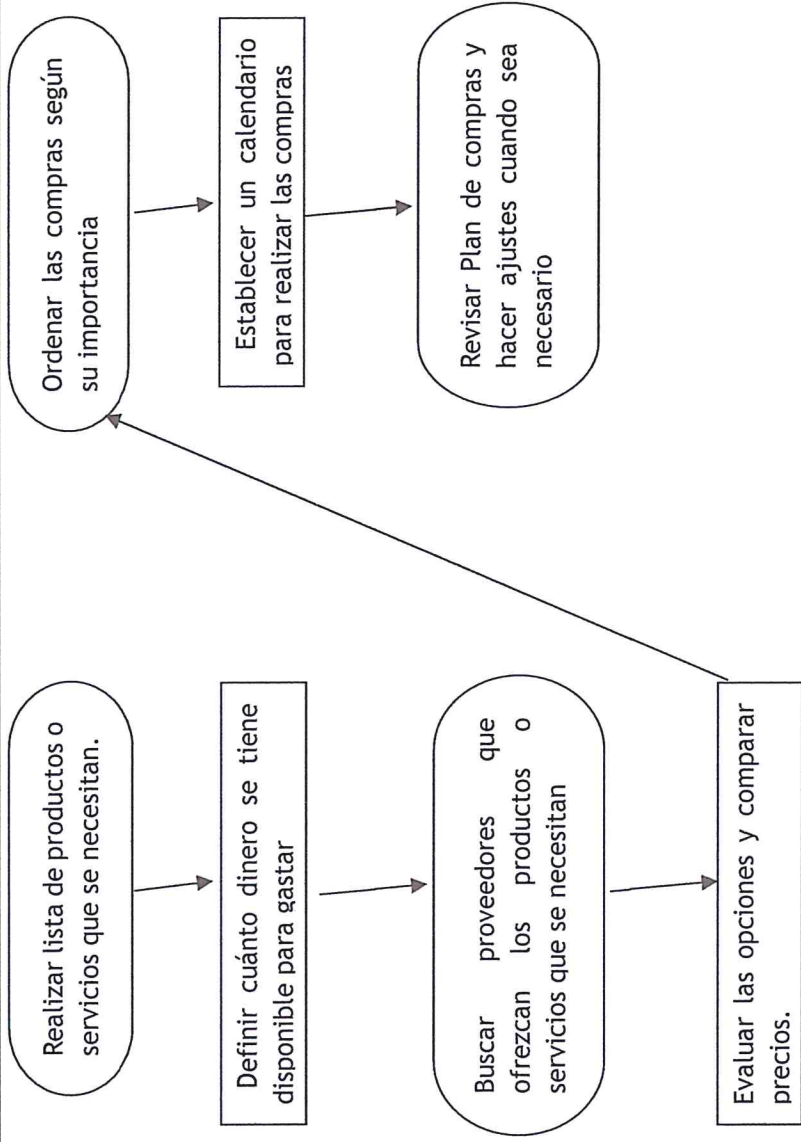 Realizar lista de productos o
servicios que se necesitan.
Definir cuánto dinero se tiene
disponible para gastar
Buscar proveedores que
ofrezcan los productos o
servicios que se necesitan
Evaluar las opciones y comparar
precios.
Ordenar las compras según
su importancia
Establecer un calendario
para realizar las compras
Revisar Plan de compras y
hacer ajustes cuando sea
necesario